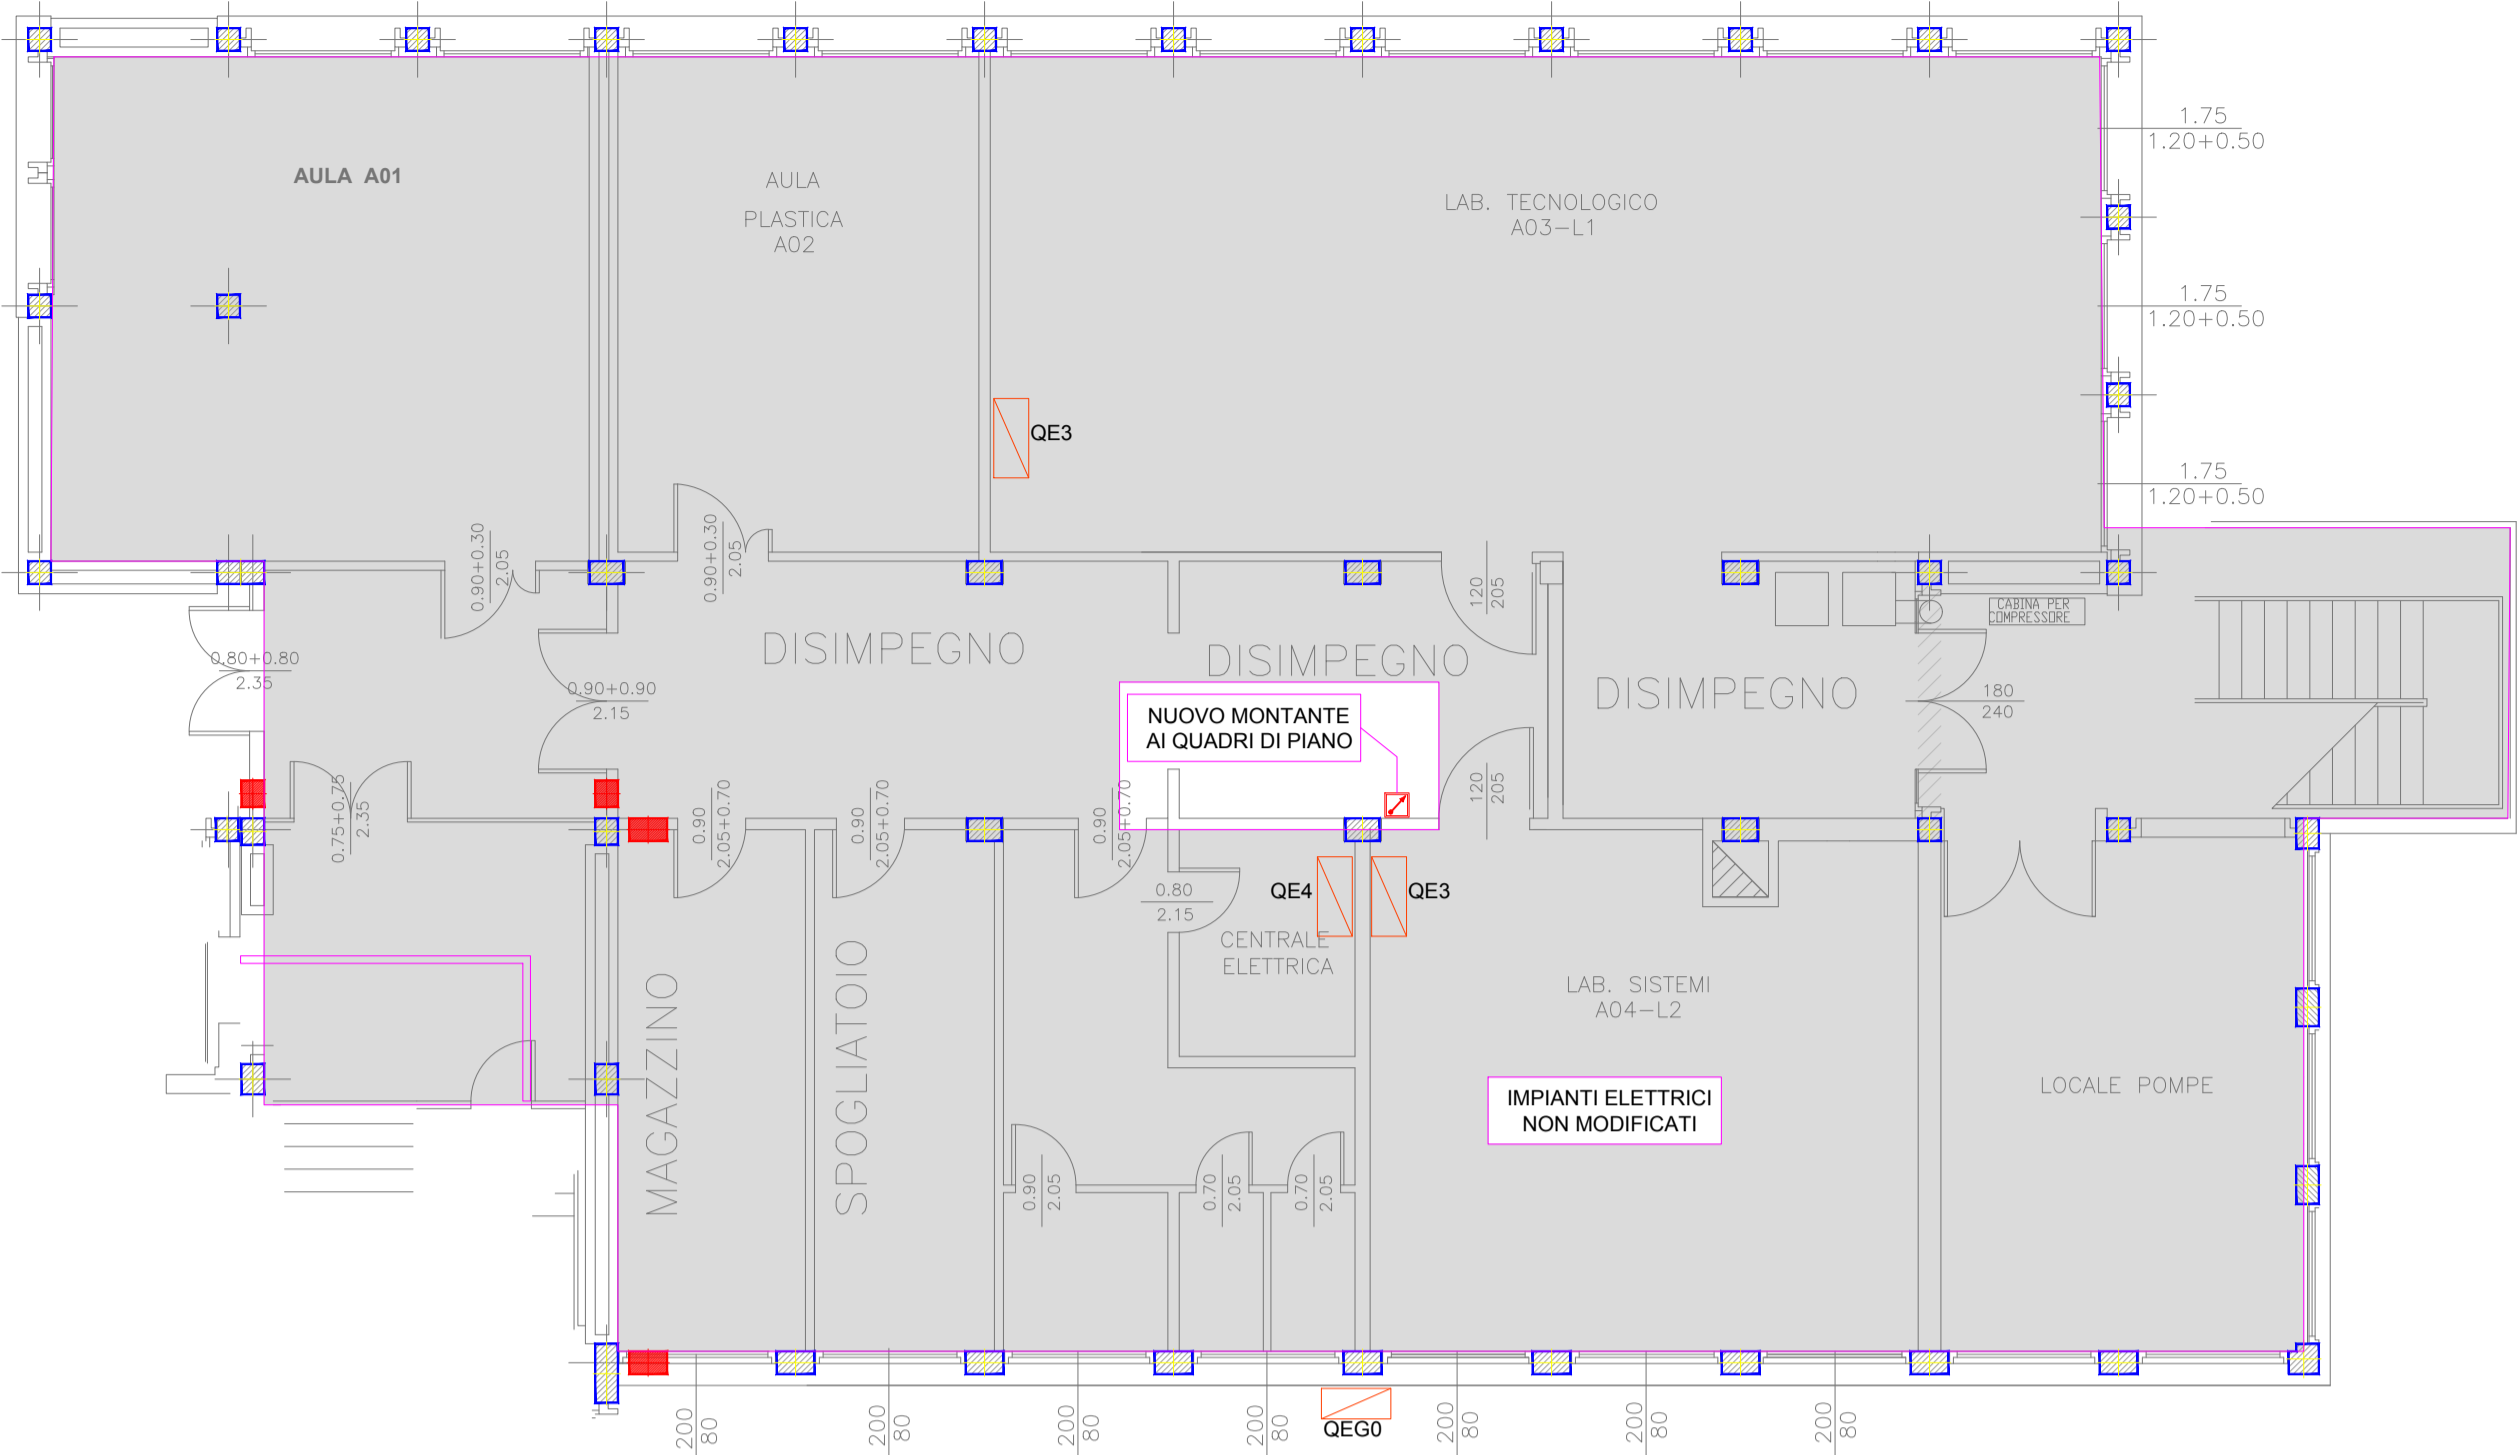 1.75
1.20+0.50
AULA A01
AULA
PLASTICA
A02
LAB. TECNOLOGICO
A03-L1
1.75
1.20+0.50
QE3
1.75
1.20+0.50
0.90+0.30
2.05
0.90+0.30
2.05
120
205
CABINA PER
COMPRESSORE
DISIMPEGNO
DISIMPEGNO
DISIMPEGNO
0.80+0.80
2.35
0.90+0.90
2.15
180
240
NUOVO MONTANTE
AI QUADRI DI PIANO
120
205
0.75+0.75
2.35
0.90
2.05+0.70
0.90
2.05+0.70
0.90
2.05+0.70
0.80
2.15
QE4
QE3
CENTRALE
ELETTRICA
MAGAZZINO
SPOGLIATOIO
LAB. SISTEMI
A04-L2
IMPIANTI ELETTRICI
NON MODIFICATI
LOCALE POMPE
0.90
2.05
0.70
2.05
0.70
2.05
200
80
200
80
200
80
200
80
QEG0
200
80
200
80
200
80